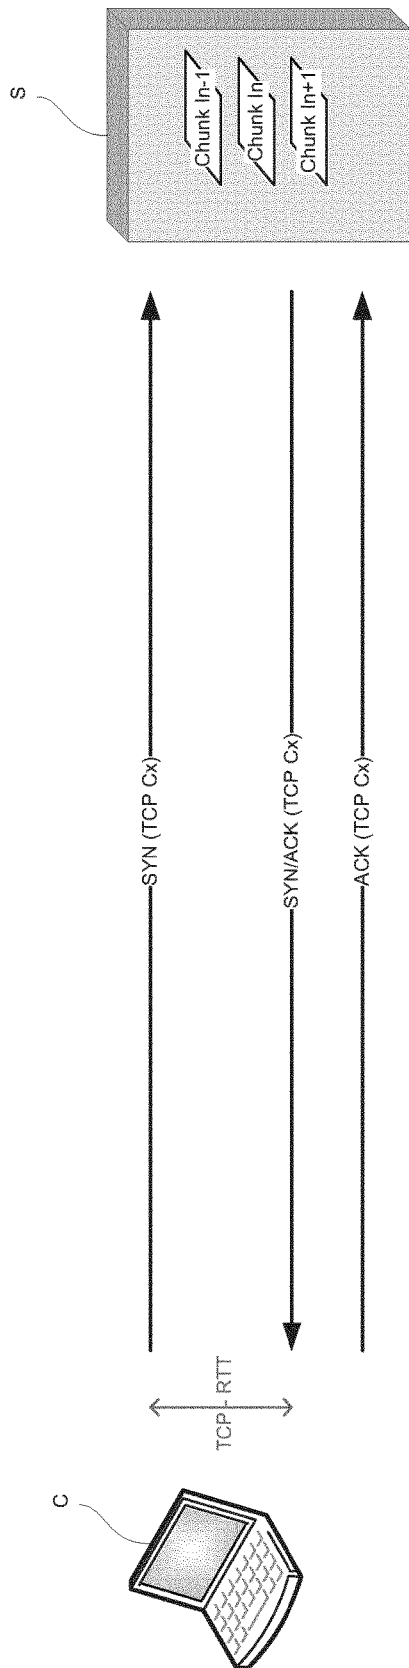 C
S
TCP - RTT
SYN (TCP Cx)
SYN/ACK (TCP Cx)
ACK (TCP Cx)
Chunk In-1
Chunk In
Chunk In+1